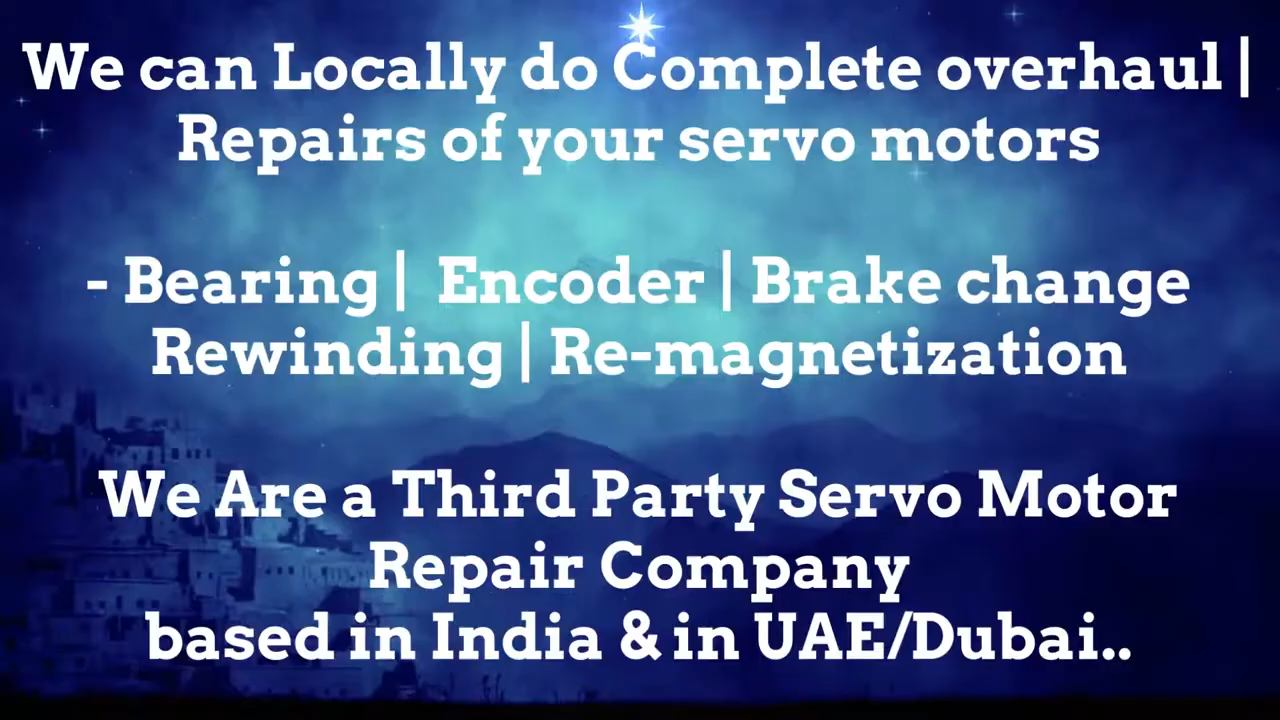 We can Locally do Complete overhaul |
Repairs of your servo motors
- Bearing | Encoder | Brake change
Rewinding | Re-magnetization
We Are a Third Party Servo Motor
Repair Company
based in India & in UAE/Dubai..